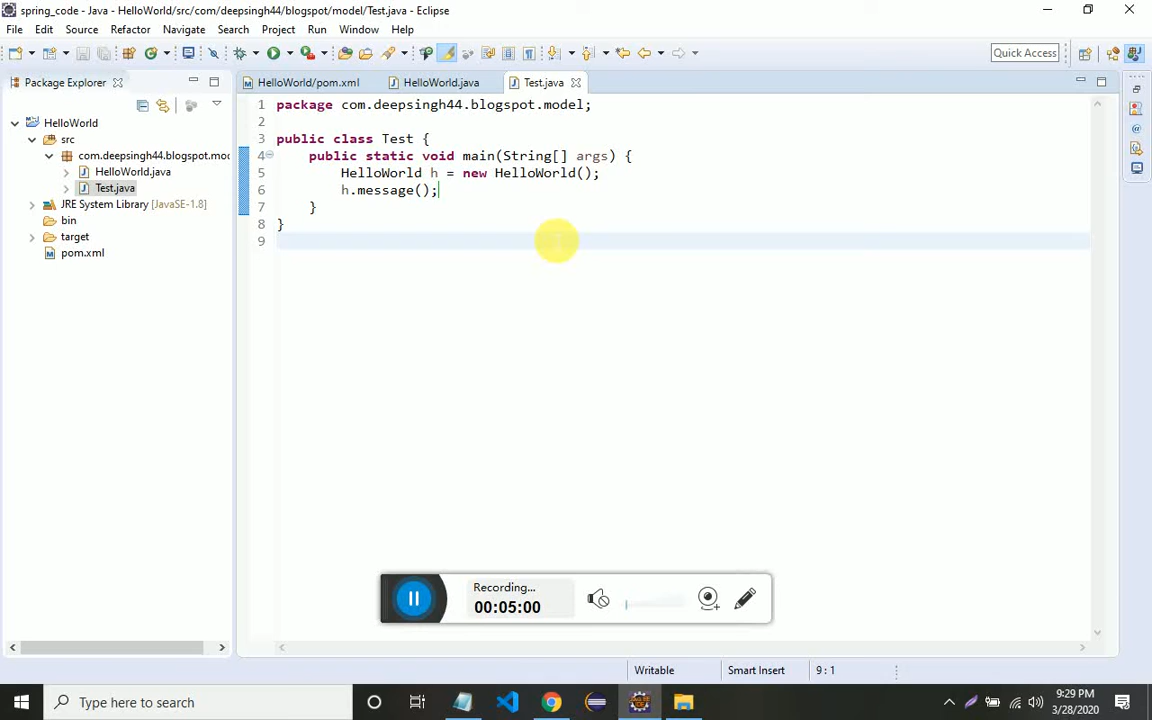 spring_code - Java - HelloWorld/src/com/deepsingh44/blogspot/model/Test.java - Eclipse
File Edit Source Refactor Navigate Search Project Run Window Help
Quick Access
Package Explorer
HelloWorld/pom.xml
HelloWorld.java
Test.java
HelloWorld
src
com.deepsingh44.blogspot.moc
HelloWorld.java
Test.java
JRE System Library [JavaSE-1.8]
bin
target
pom.xml
1 package com.deepsingh44.blogspot.model;
2
3 public class Test {
4 public static void main(String[] args) {
5 HelloWorld h = new HelloWorld();
6 h.message();
7 }
8 }
9
Recording...
00:05:00
Writable
Smart Insert
9 : 1
Type here to search
9:29 PM
3/28/2020